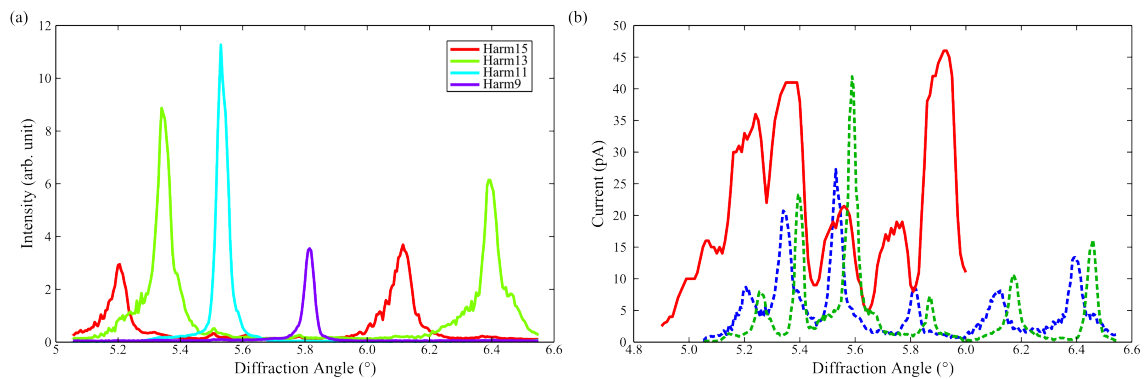 (a)
12
10
8
6
4
2
0
Intensity (arb. unit)
Harm15
Harm13
Harm11
Harm9
5 5.2 5.4 5.6 5.8 6.0 6.2 6.4 6.6
Diffraction Angle (°)
(b)
50
45
40
35
30
25
20
15
10
5
0
Current (pA)
4.8 5.0 5.2 5.4 5.6 5.8 6.0 6.2 6.4 6.6
Diffraction Angle (°)